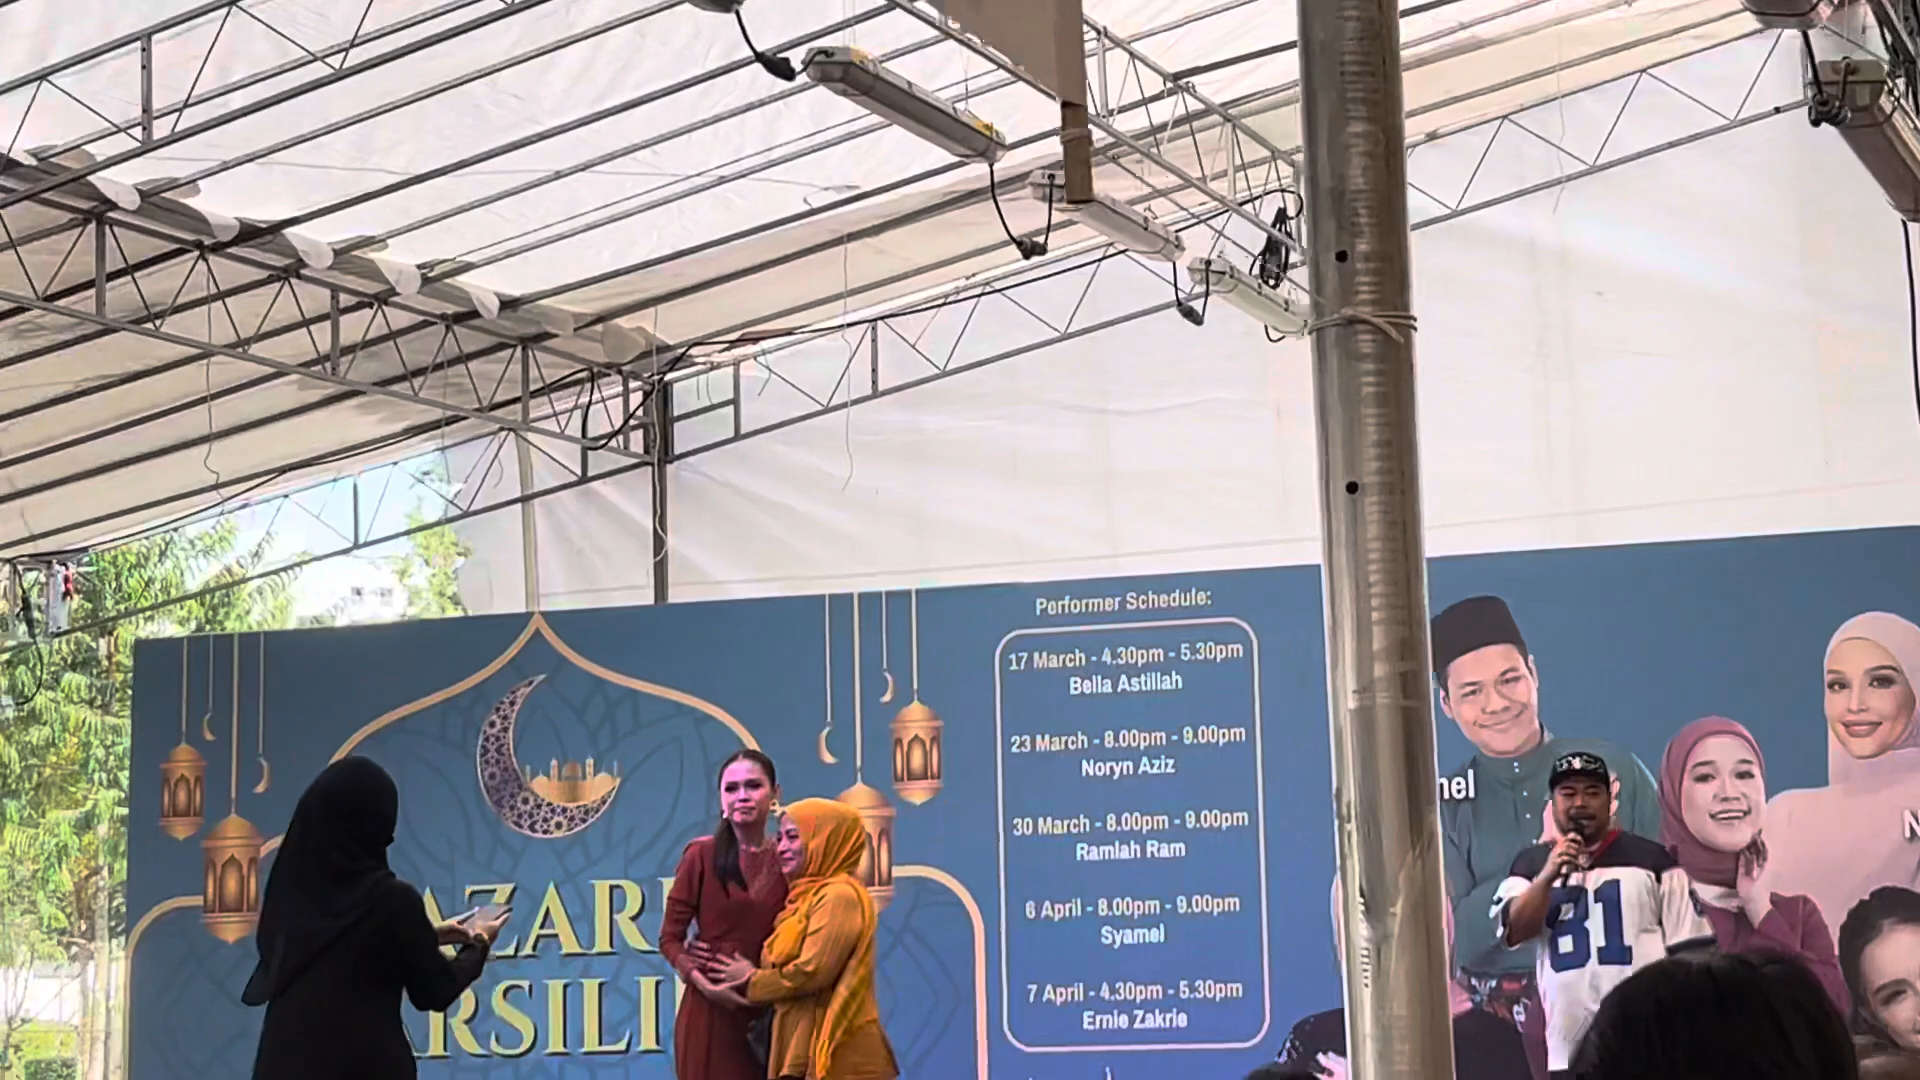 AZAR
ARSILI
Performer Schedule:
17 March - 4.30pm - 5.30pm
Bella Astillah
23 March - 8.00pm - 9.00pm
Noryn Aziz
30 March - 8.00pm - 9.00pm
Ramlah Ram
6 April - 8.00pm - 9.00pm
Syamel
7 April - 4.30pm - 5.30pm
Ernie Zakrie
nel
N
81